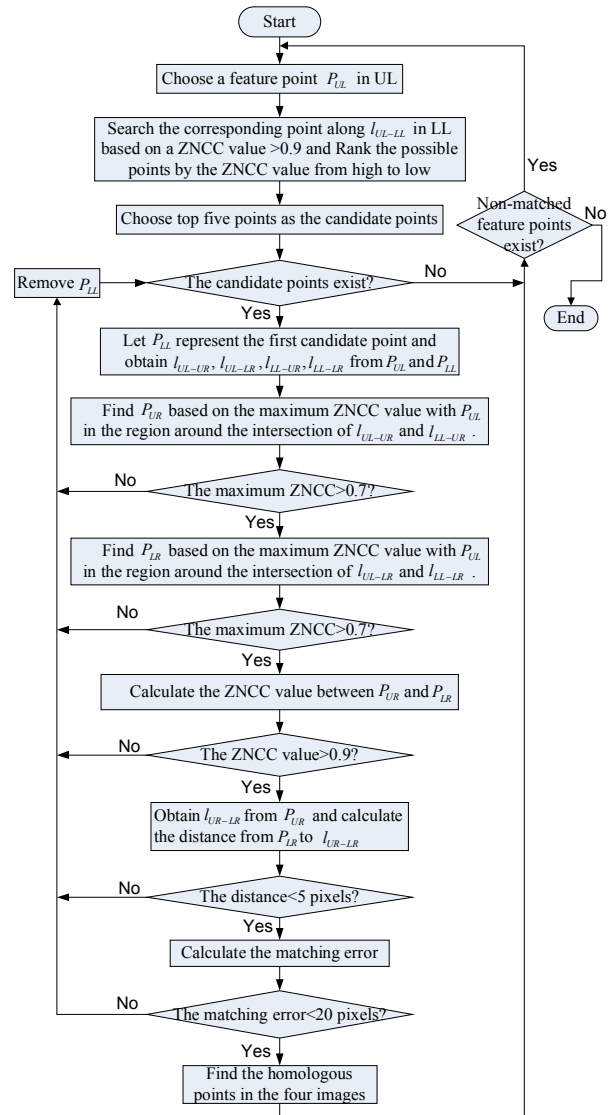 Start
Choose a feature point P_UL in UL
Search the corresponding point along l_UL−LL in LL
based on a ZNCC value >0.9 and Rank the possible
points by the ZNCC value from high to low
Yes
Non-matched
feature points
exist?
No
End
Choose top five points as the candidate points
Remove P_LL
The candidate points exist?
No
Yes
Let P_LL represent the first candidate point and
obtain l_UL−UR, l_UL−LR, l_LL−UR, l_LL−LR from P_UL and P_LL
Find P_UR based on the maximum ZNCC value with P_UL
in the region around the intersection of l_UL−UR and l_LL−UR .
No
The maximum ZNCC>0.7?
Yes
Find P_LR based on the maximum ZNCC value with P_UL
in the region around the intersection of l_UL−LR and l_LL−LR .
No
The maximum ZNCC>0.7?
Yes
Calculate the ZNCC value between P_UR and P_LR
No
The ZNCC value>0.9?
Yes
Obtain l_UR−LR from P_UR and calculate
the distance from P_LR to l_UR−LR
No
The distance<5 pixels?
Yes
Calculate the matching error
No
The matching error<20 pixels?
Yes
Find the homologous
points in the four images